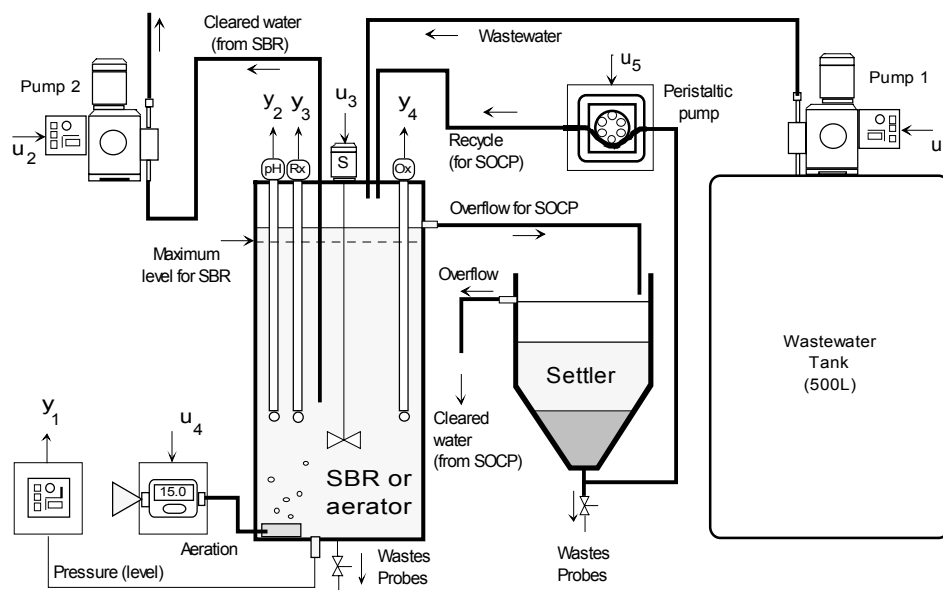 Cleared water
(from SBR)
Wastewater
Pump 2
u2
y2
y3
u3
y4
u5
Peristaltic
pump
Pump 1
u
pH
Rx
S
Ox
Recycle
(for SOCP)
Overflow for SOCP
Maximum
level for SBR
Overflow
Wastewater
Tank
(500L)
Settler
Cleared
water
(from SOCP)
y1
u4
15.0
SBR or
aerator
Aeration
Pressure (level)
Wastes
Probes
Wastes
Probes